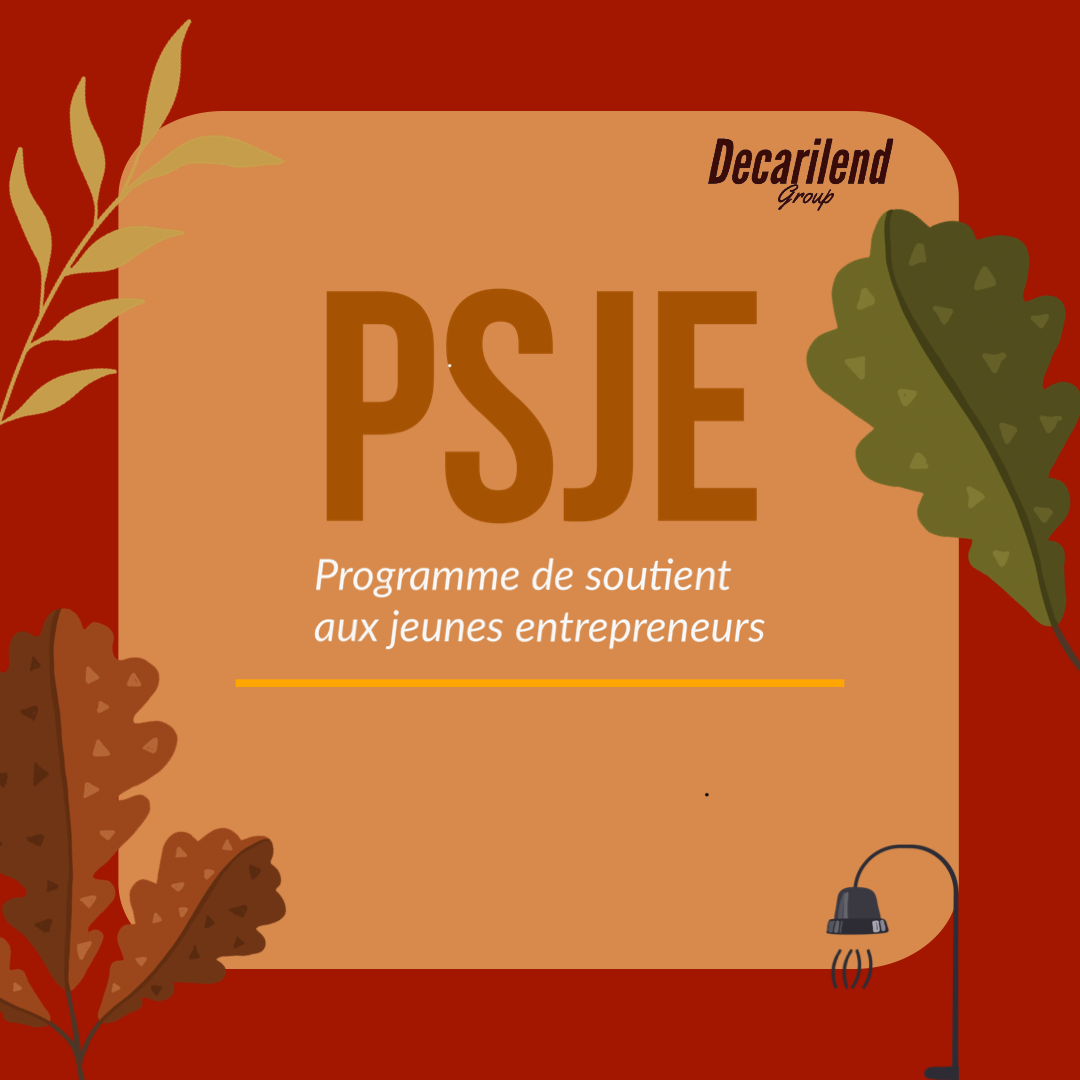 Decarilend
Group
PSJE
Programme de soutient
aux jeunes entrepreneurs